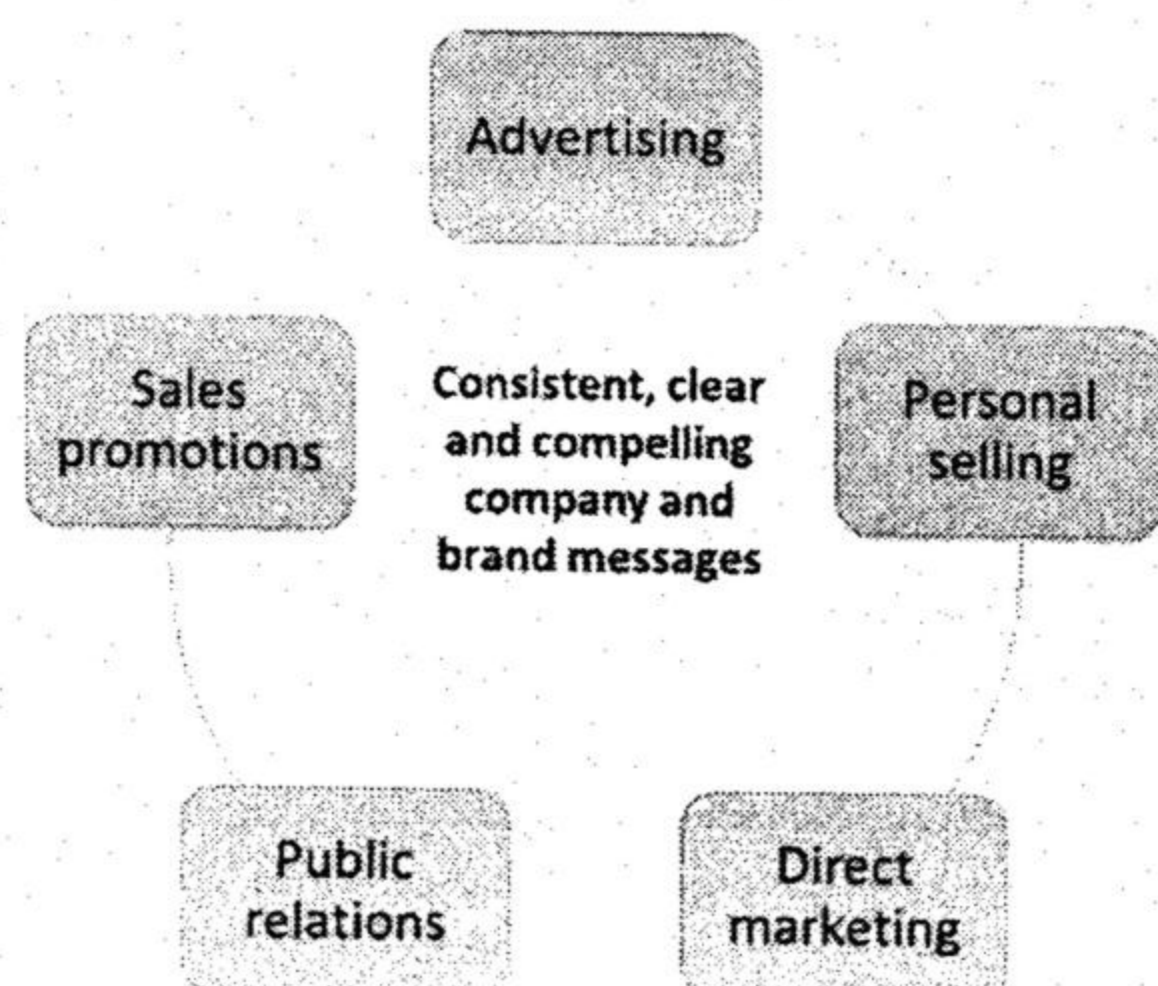 Advertising
Sales
promotions
Consistent, clear
and compelling
company and
brand messages
Personal
selling
Public
relations
Direct
marketing